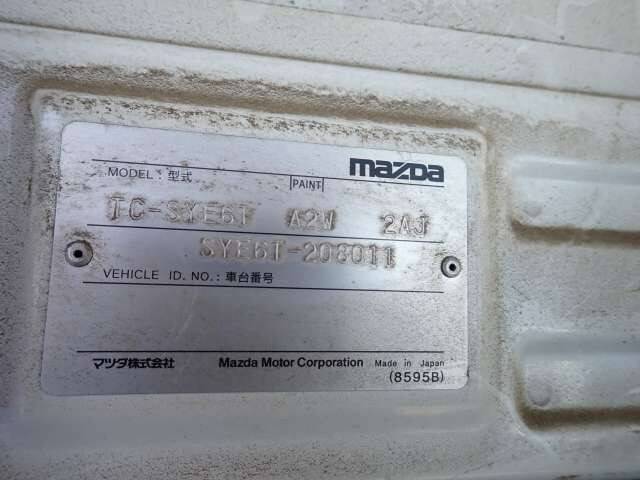 mazda
MODEL : 型式 PAINT
TC-SYE6T A2W 2AJ
SYE6T-208011
VEHICLE ID. NO. : 車台番号
マツダ株式会社 Mazda Motor Corporation Made in Japan
(8595B)